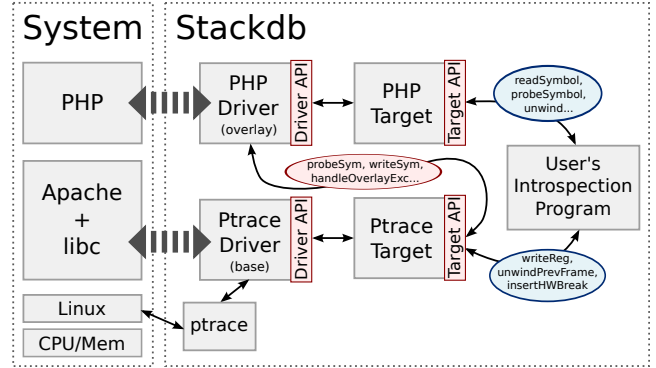 System
Stackdb
PHP
PHP
Driver
(overlay)
Driver API
PHP
Target
Target API
readSymbol,
probeSymbol,
unwind...
probeSym, writeSym,
handleOverlayExc...
User's
Introspection
Program
Apache
+
libc
Ptrace
Driver
(base)
Driver API
Ptrace
Target
Target API
writeReg,
unwindPrevFrame,
insertHWBreak
Linux
ptrace
CPU/Mem